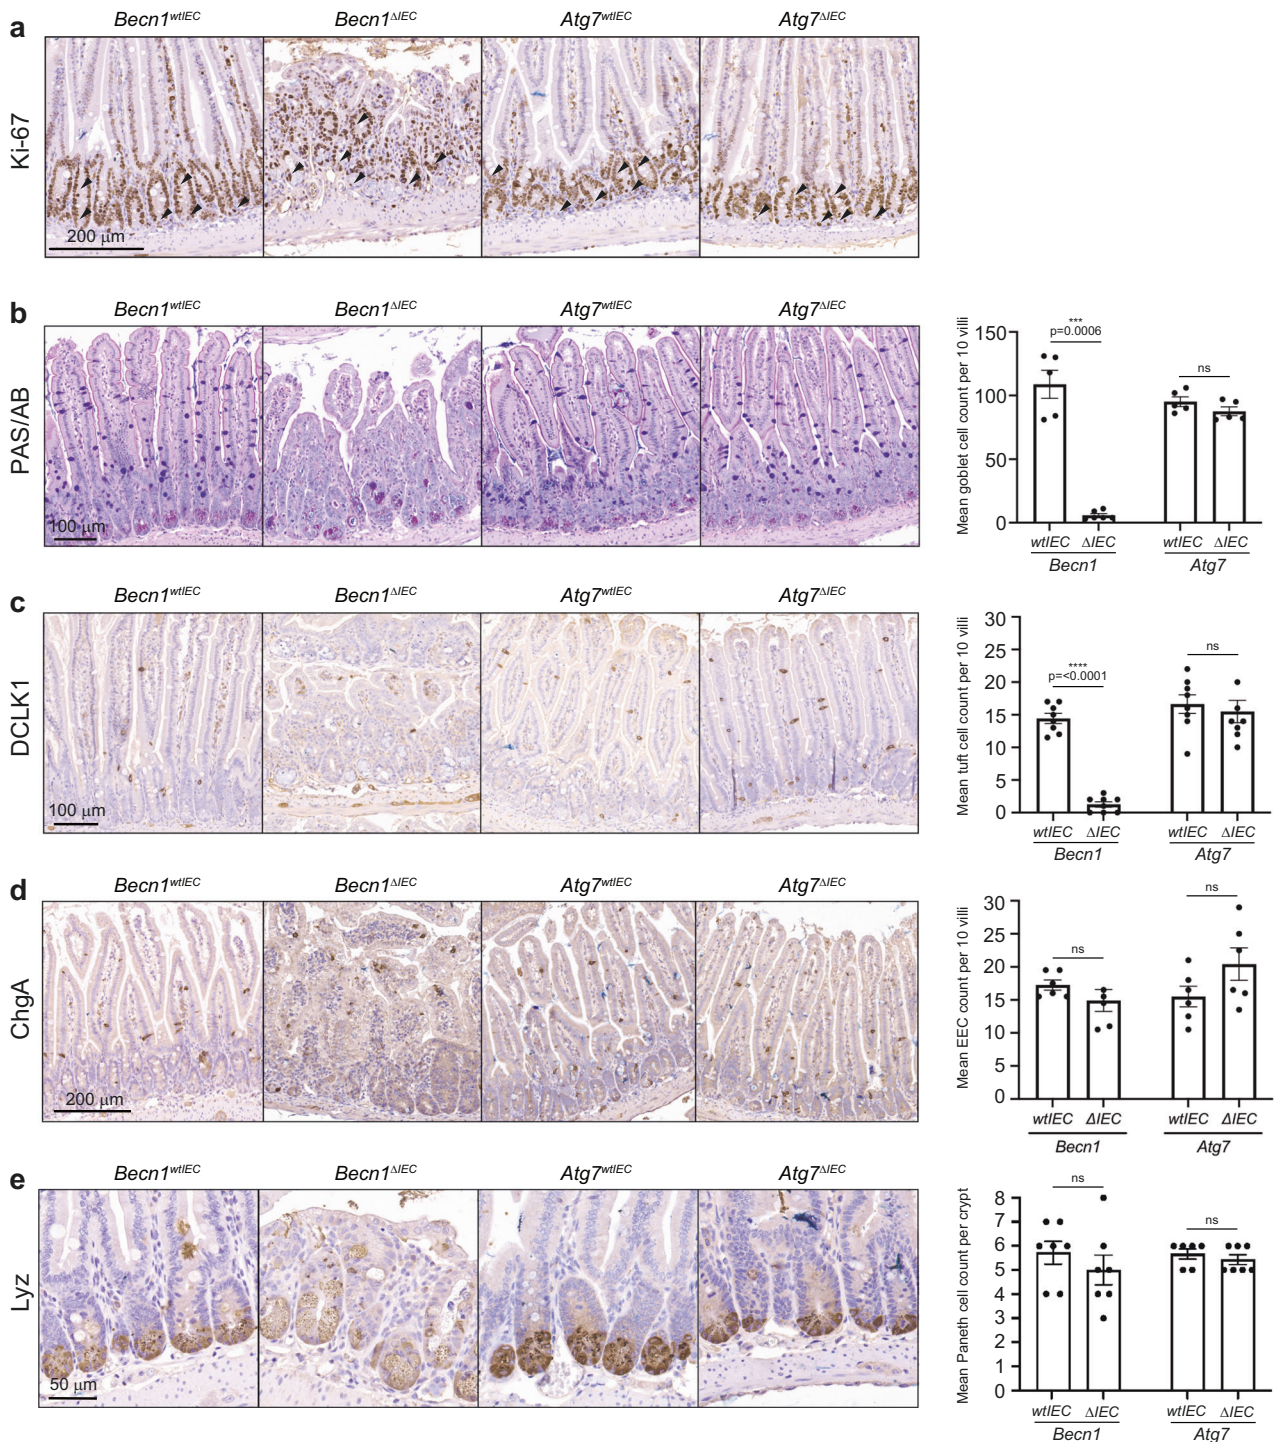 a
Becn1wtIEC Becn1ΔIEC Atg7wtIEC Atg7ΔIEC
Ki-67
200 μm
b
Becn1wtIEC Becn1ΔIEC Atg7wtIEC Atg7ΔIEC
PAS/AB
100 μm
Mean goblet cell count per 10 villi
150
100
50
0
***
p=0.0006
ns
wtIEC ΔIEC wtIEC ΔIEC
Becn1 Atg7
c
Becn1wtIEC Becn1ΔIEC Atg7wtIEC Atg7ΔIEC
DCLK1
100 μm
Mean tuft cell count per 10 villi
30
25
20
15
10
5
0
****
p=<0.0001
ns
wtIEC ΔIEC wtIEC ΔIEC
Becn1 Atg7
d
Becn1wtIEC Becn1ΔIEC Atg7wtIEC Atg7ΔIEC
ChgA
200 μm
Mean EEC count per 10 villi
30
25
20
15
10
5
0
ns
ns
wtIEC ΔIEC wtIEC ΔIEC
Becn1 Atg7
e
Becn1wtIEC Becn1ΔIEC Atg7wtIEC Atg7ΔIEC
Lyz
50 μm
Mean Paneth cell count per crypt
8
7
6
5
4
3
2
1
0
ns
ns
wtIEC ΔIEC wtIEC ΔIEC
Becn1 Atg7